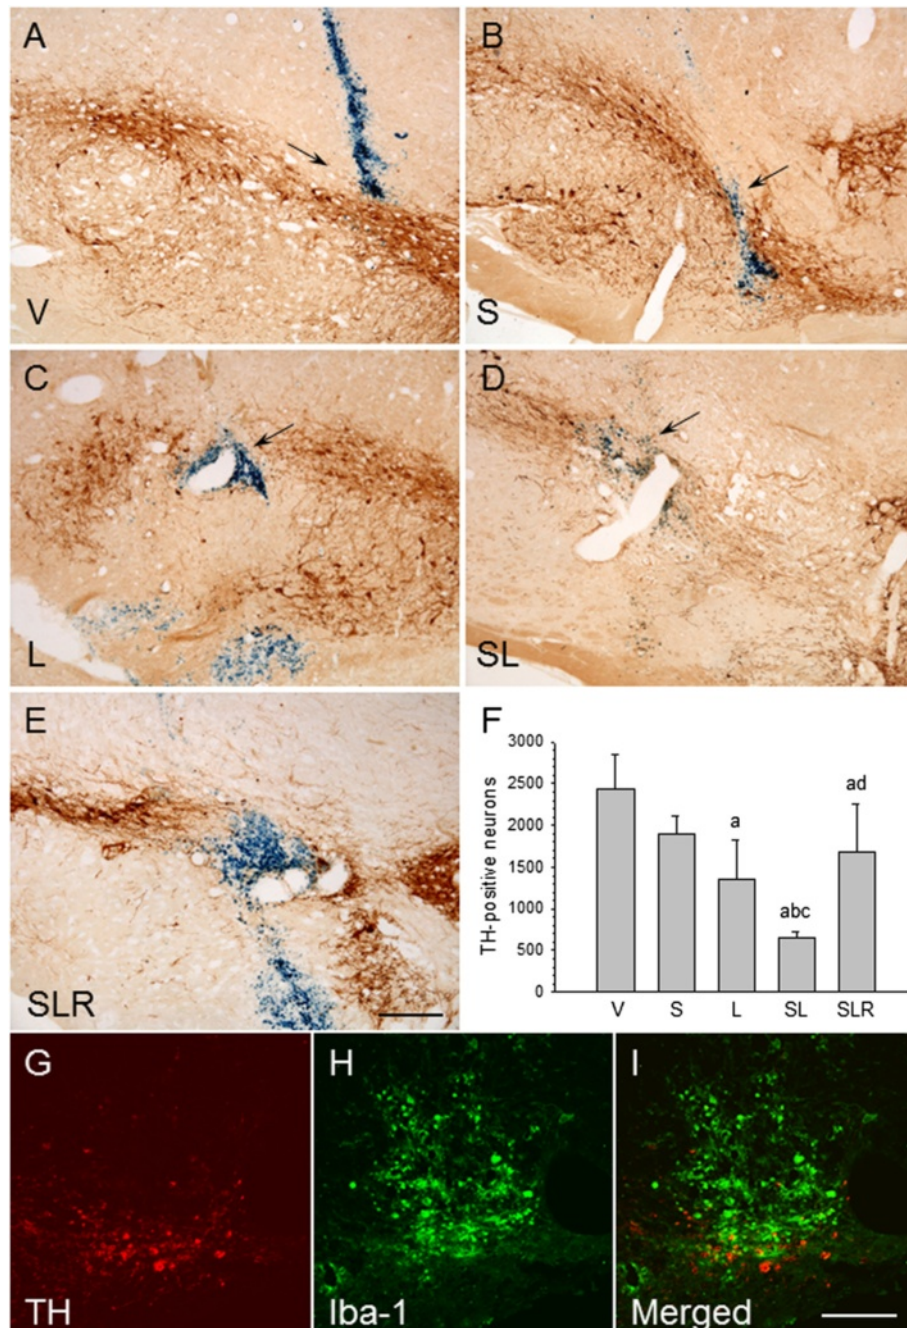 A
V
B
S
C
L
D
SL
E
SLR
F
TH-positive neurons
3000
2500
2000
1500
1000
500
0
a
abc
ad
V S L SL SLR
G
TH
H
Iba-1
I
Merged